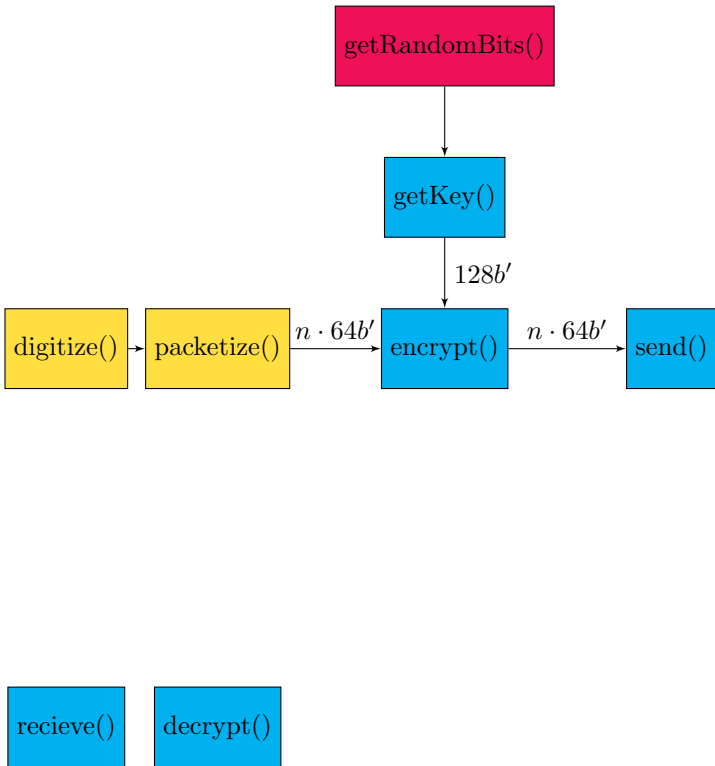 getRandomBits()
getKey()
128b′
digitize() packetize() n · 64b′ encrypt() n · 64b′ send()
recieve() decrypt()